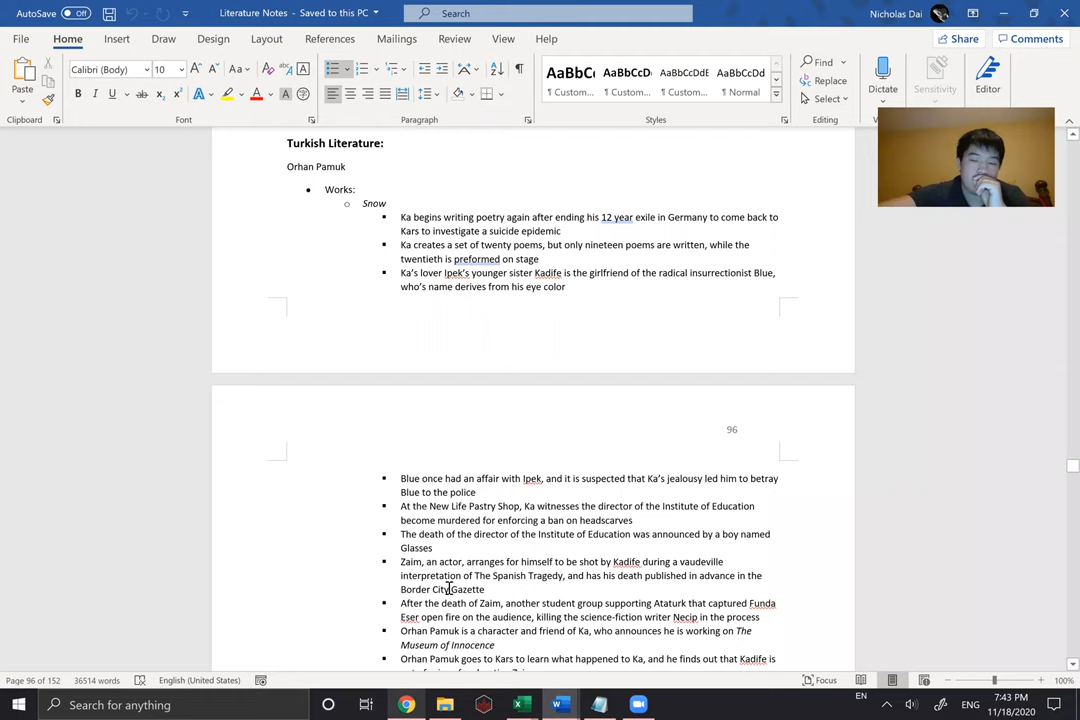 AutoSave Off Literature Notes - Saved to this PC Search Nicholas Dai
File Home Insert Draw Design Layout References Mailings Review View Help Share Comments
Paste Calibri (Body) 10 Aa AaBbC AaBbCcD AaBbCcDdE AaBbCcDd Find Replace Select Dictate Sensitivity Editor
B I U ab x₂ x² A A Custom... Custom... Custom... Normal
Clipboard Font Paragraph Styles Editing
Turkish Literature:
Orhan Pamuk
• Works:
o Snow
▪ Ka begins writing poetry again after ending his 12 year exile in Germany to come back to
Kars to investigate a suicide epidemic
▪ Ka creates a set of twenty poems, but only nineteen poems are written, while the
twentieth is preformed on stage
▪ Ka's lover Ipek's younger sister Kadife is the girlfriend of the radical insurrectionist Blue,
who's name derives from his eye color
96
▪ Blue once had an affair with Ipek, and it is suspected that Ka's jealousy led him to betray
Blue to the police
▪ At the New Life Pastry Shop, Ka witnesses the director of the Institute of Education
become murdered for enforcing a ban on headscarves
▪ The death of the director of the Institute of Education was announced by a boy named
Glasses
▪ Zaim, an actor, arranges for himself to be shot by Kadife during a vaudeville
interpretation of The Spanish Tragedy, and has his death published in advance in the
Border City Gazette
▪ After the death of Zaim, another student group supporting Ataturk that captured Funda
Eser open fire on the audience, killing the science-fiction writer Necip in the process
▪ Orhan Pamuk is a character and friend of Ka, who announces he is working on The
Museum of Innocence
▪ Orhan Pamuk goes to Kars to learn what happened to Ka, and he finds out that Kadife is
Page 96 of 152 36514 words English (United States) Focus 100%
Type here to search EN ENG 7:43 PM
11/18/2020